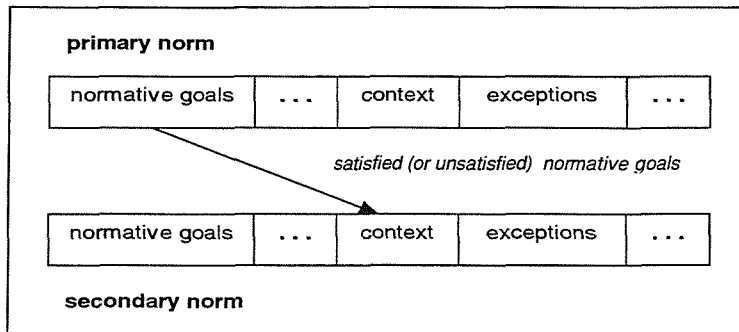 primary norm
normative goals ... context exceptions ...
satisfied (or unsatisfied) normative goals
normative goals ... context exceptions ...
secondary norm